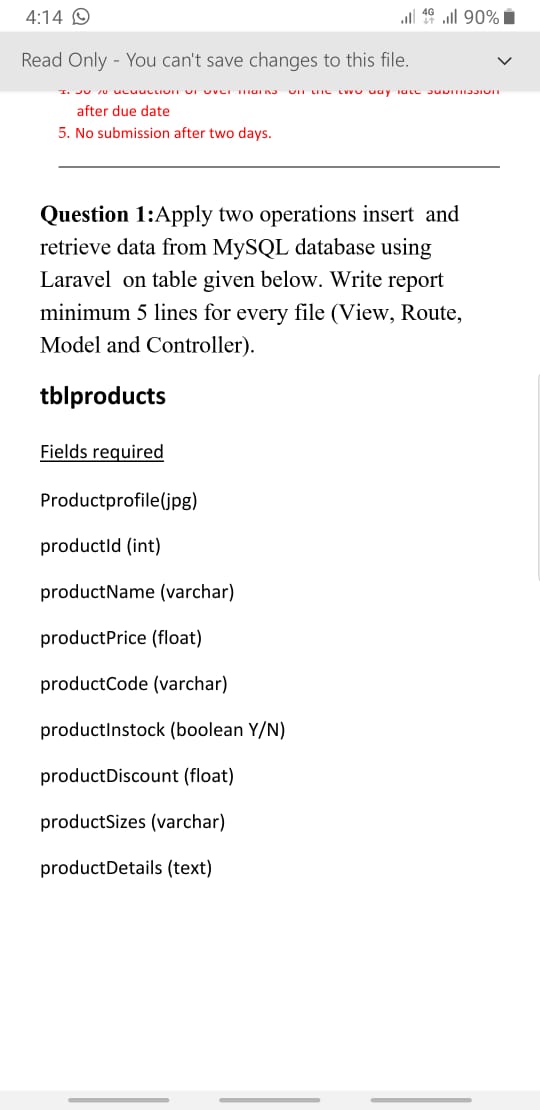 4:14
4G
90%
Read Only - You can't save changes to this file.
4. 50 % deduction of over marks on the two day late submission
after due date
5. No submission after two days.
Question 1:Apply two operations insert and
retrieve data from MySQL database using
Laravel on table given below. Write report
minimum 5 lines for every file (View, Route,
Model and Controller).
tblproducts
Fields required
Productprofile(jpg)
productId (int)
productName (varchar)
productPrice (float)
productCode (varchar)
productInstock (boolean Y/N)
productDiscount (float)
productSizes (varchar)
productDetails (text)